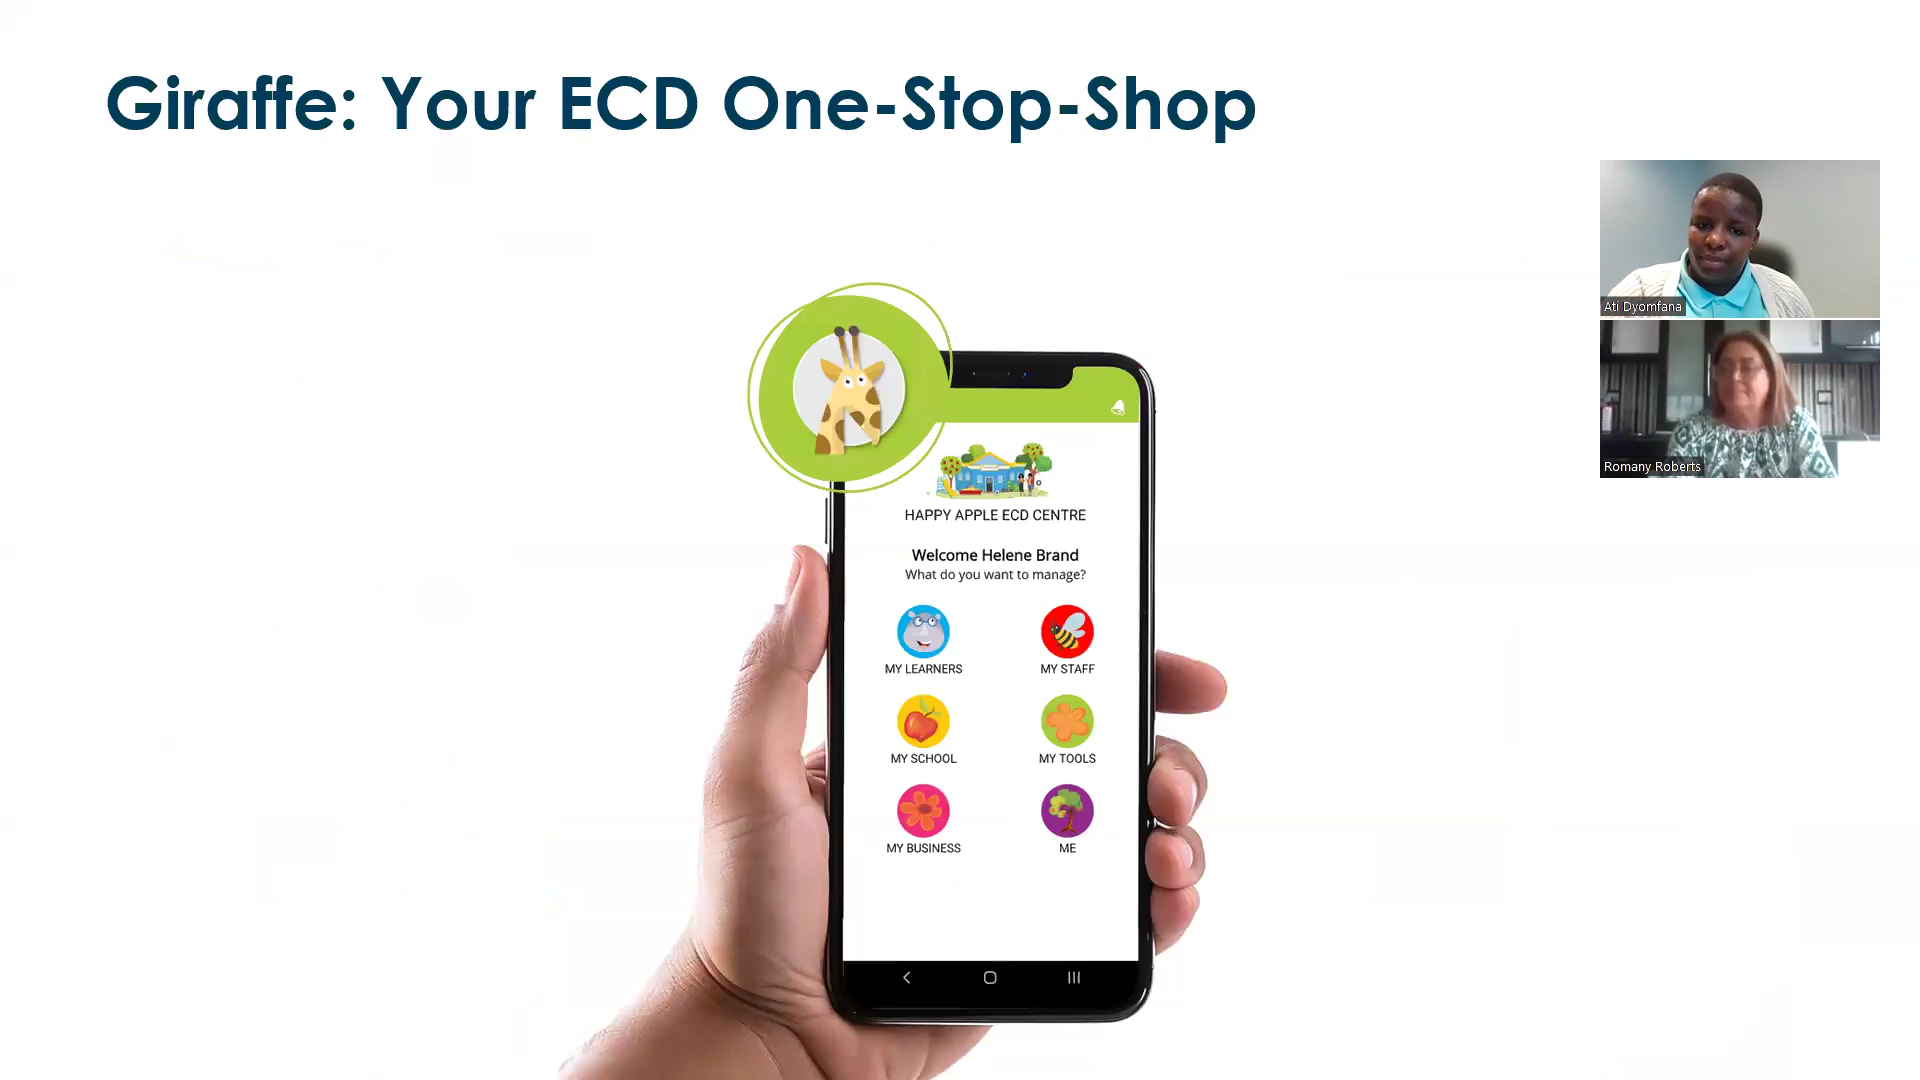 Giraffe: Your ECD One-Stop-Shop
Ati Dyomfana
Romany Roberts
HAPPY APPLE ECD CENTRE
Welcome Helene Brand
What do you want to manage?
MY LEARNERS
MY STAFF
MY SCHOOL
MY TOOLS
MY BUSINESS
ME